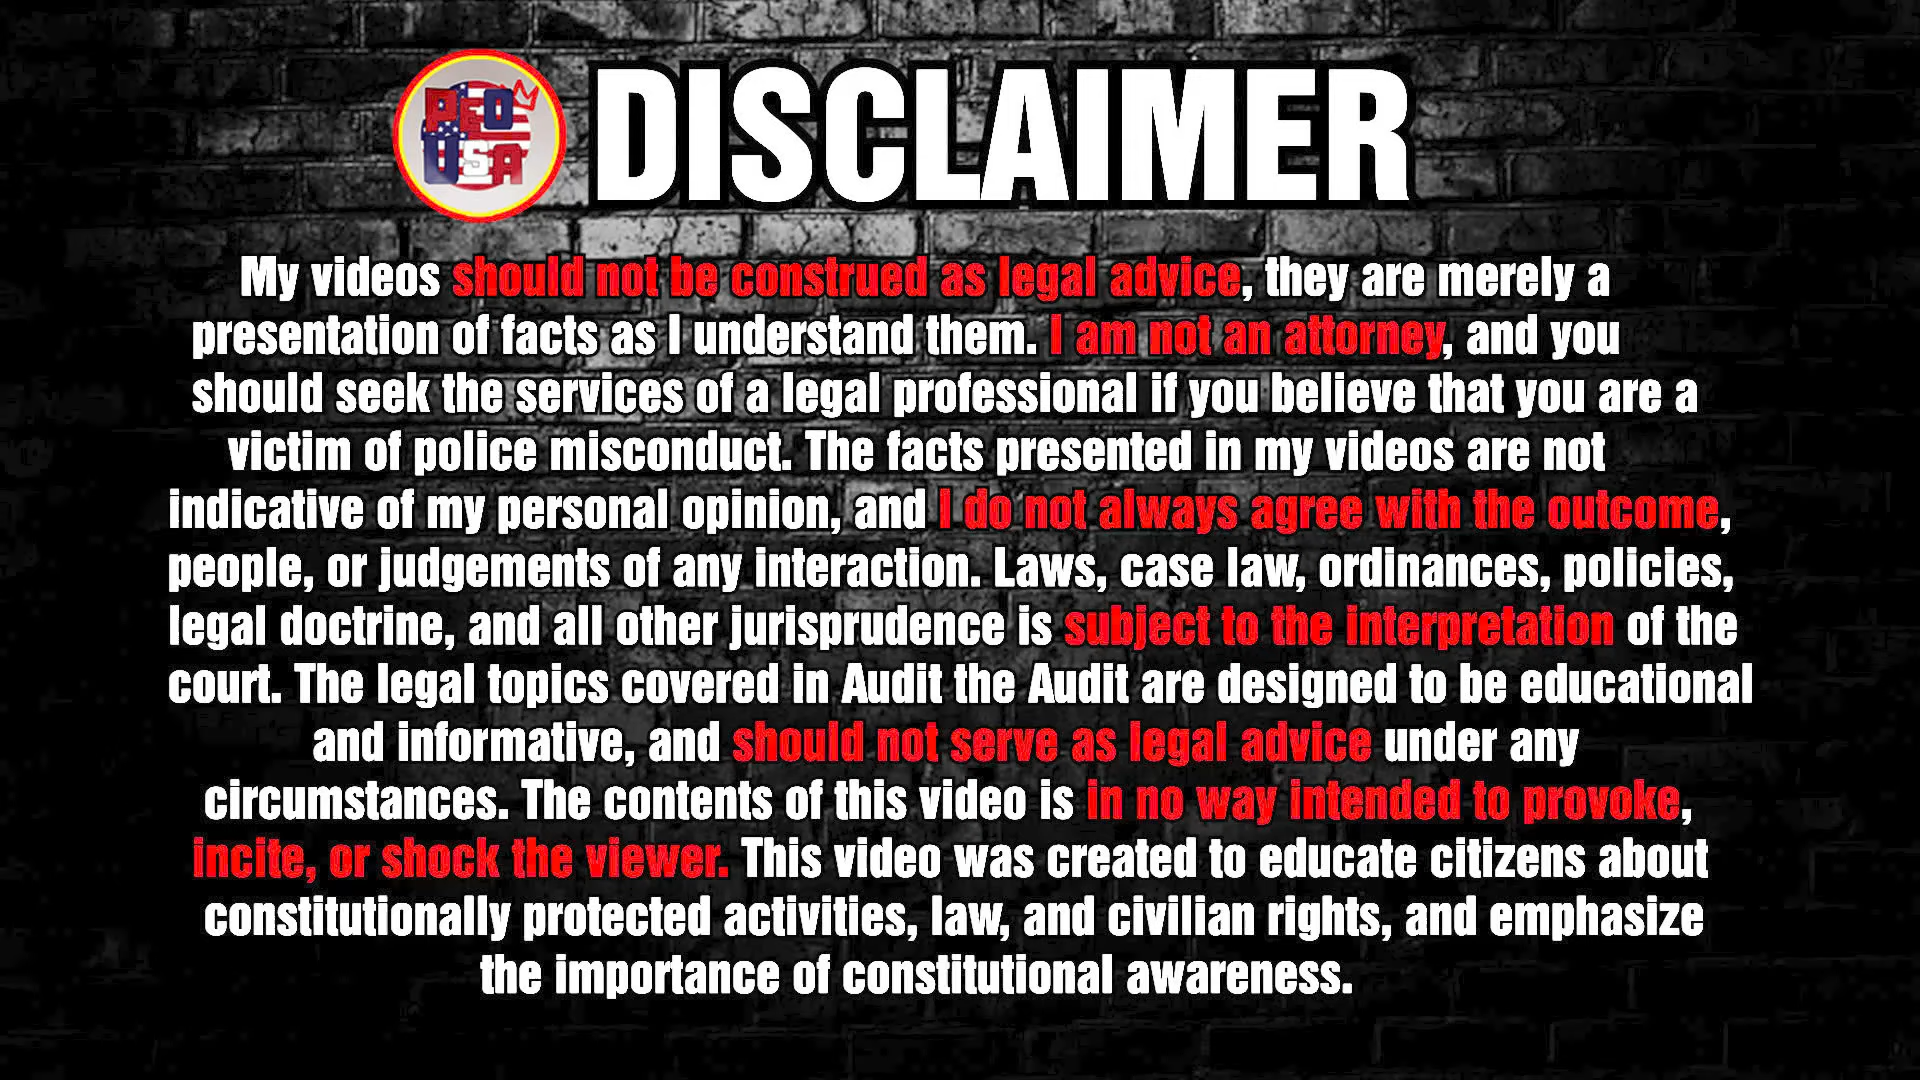 PEO
USA
DISCLAIMER
My videos should not be construed as legal advice, they are merely a
presentation of facts as I understand them. I am not an attorney, and you
should seek the services of a legal professional if you believe that you are a
victim of police misconduct. The facts presented in my videos are not
indicative of my personal opinion, and I do not always agree with the outcome,
people, or judgements of any interaction. Laws, case law, ordinances, policies,
legal doctrine, and all other jurisprudence is subject to the interpretation of the
court. The legal topics covered in Audit the Audit are designed to be educational
and informative, and should not serve as legal advice under any
circumstances. The contents of this video is in no way intended to provoke,
incite, or shock the viewer. This video was created to educate citizens about
constitutionally protected activities, law, and civilian rights, and emphasize
the importance of constitutional awareness.